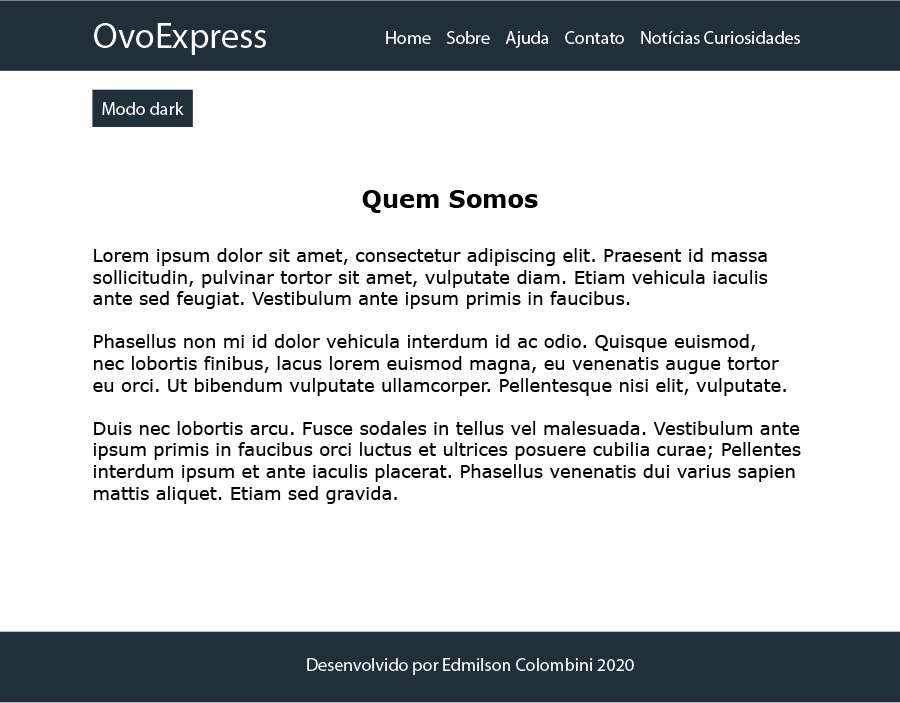 OvoExpress
Home Sobre Ajuda Contato Notícias Curiosidades
Modo dark
Quem Somos
Lorem ipsum dolor sit amet, consectetur adipiscing elit. Praesent id massa
sollicitudin, pulvinar tortor sit amet, vulputate diam. Etiam vehicula iaculis
ante sed feugiat. Vestibulum ante ipsum primis in faucibus.
Phasellus non mi id dolor vehicula interdum id ac odio. Quisque euismod,
nec lobortis finibus, lacus lorem euismod magna, eu venenatis augue tortor
eu orci. Ut bibendum vulputate ullamcorper. Pellentesque nisi elit, vulputate.
Duis nec lobortis arcu. Fusce sodales in tellus vel malesuada. Vestibulum ante
ipsum primis in faucibus orci luctus et ultrices posuere cubilia curae; Pellentes
interdum ipsum et ante iaculis placerat. Phasellus venenatis dui varius sapien
mattis aliquet. Etiam sed gravida.
Desenvolvido por Edmilson Colombini 2020